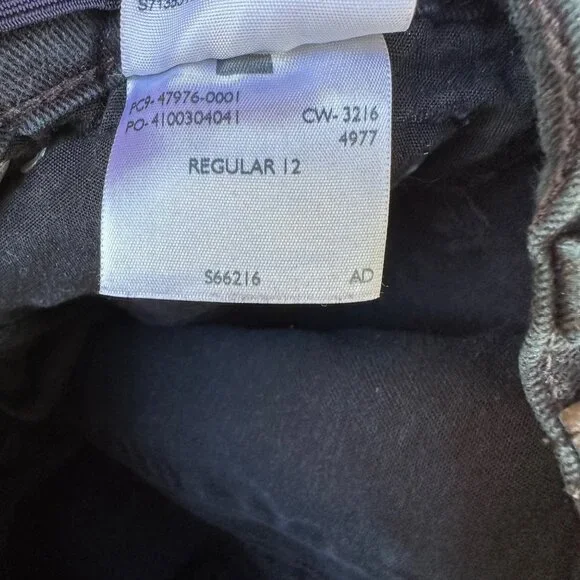 PC9-47976-0001
PO-4100304041 CW-3216
4977
REGULAR 12
S66216 AD